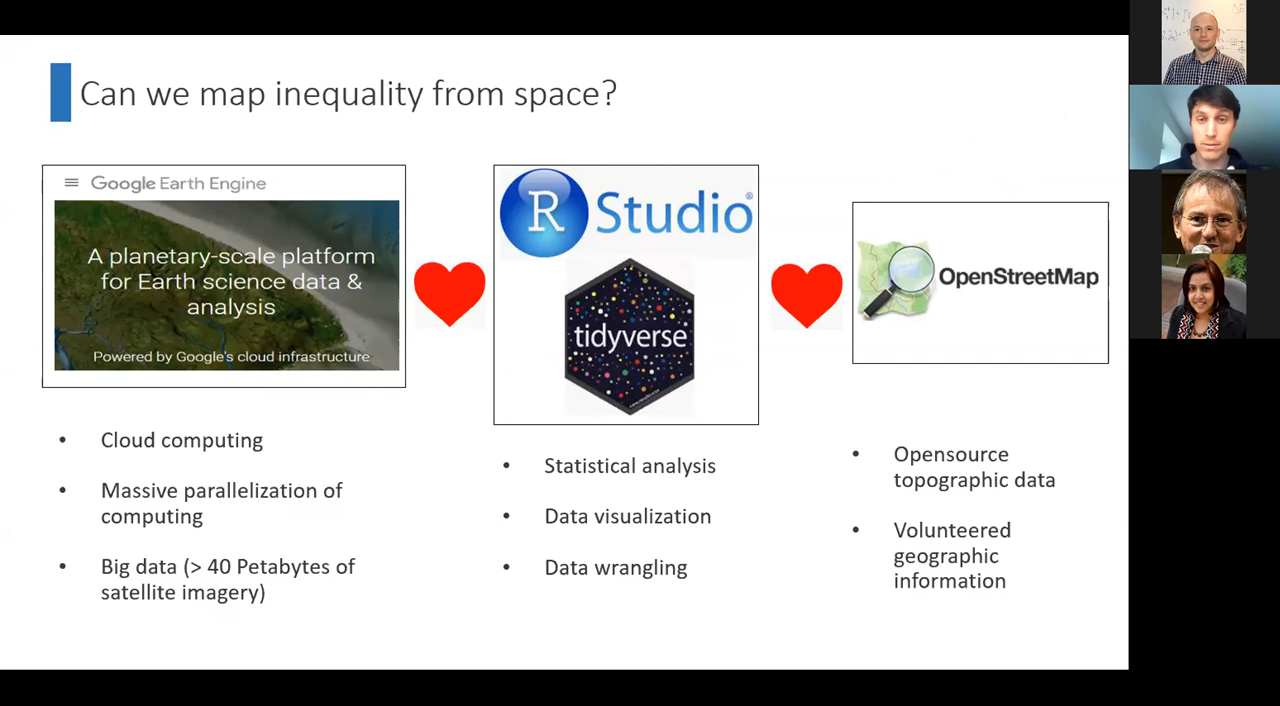 Can we map inequality from space?
Google Earth Engine
A planetary-scale platform
for Earth science data &
analysis
Powered by Google's cloud infrastructure
R Studio®
tidyverse
OpenStreetMap
• Cloud computing
• Massive parallelization of
computing
• Big data (> 40 Petabytes of
satellite imagery)
• Statistical analysis
• Data visualization
• Data wrangling
• Opensource
topographic data
• Volunteered
geographic
information